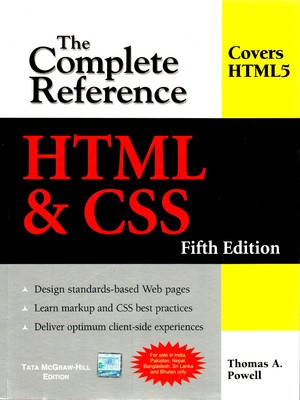 The
Complete
Reference
Covers
HTML5
HTML
& CSS
Fifth Edition
Design standards-based Web pages
Learn markup and CSS best practices
Deliver optimum client-side experiences
TATA McGRAW-HILL
EDITION
For sale in India,
Pakistan, Nepal,
Bangladesh, Sri Lanka
and Bhutan only
Thomas A.
Powell